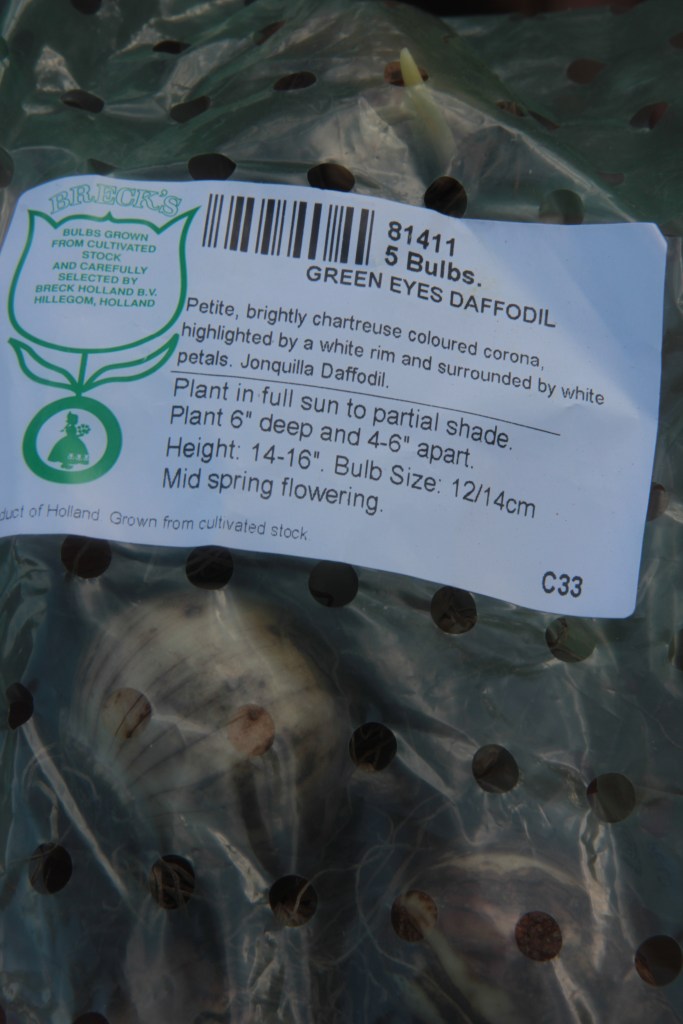 BRECK'S
BULBS GROWN
FROM CULTIVATED
STOCK
AND CAREFULLY
SELECTED BY
BRECK HOLLAND B.V.
HILLEGOM, HOLLAND
81411
5 Bulbs.
GREEN EYES DAFFODIL
Petite, brightly chartreuse coloured corona,
highlighted by a white rim and surrounded by white
petals. Jonquilla Daffodil.
Plant in full sun to partial shade.
Plant 6" deep and 4-6" apart.
Height: 14-16". Bulb Size: 12/14cm
Mid spring flowering.
duct of Holland. Grown from cultivated stock.
C33